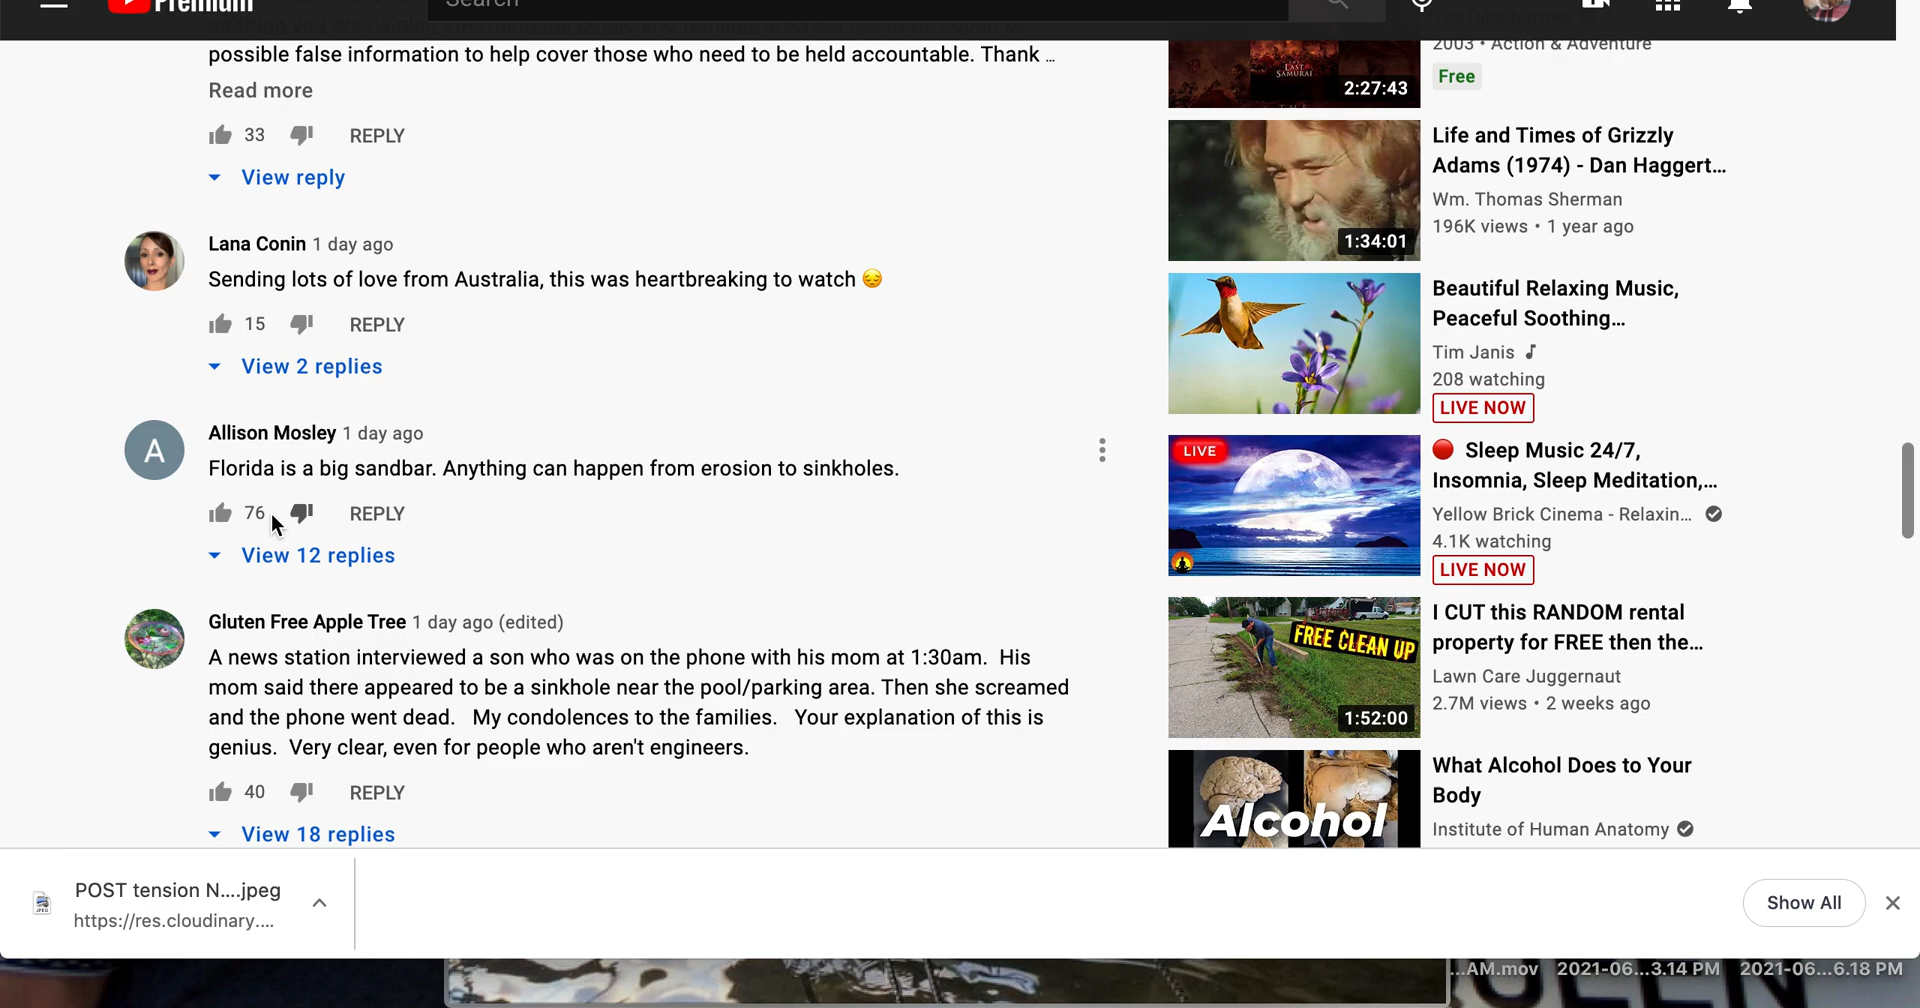 Premium
Search
possible false information to help cover those who need to be held accountable. Thank ...
Read more
33 REPLY
View reply
Lana Conin 1 day ago
Sending lots of love from Australia, this was heartbreaking to watch 😔
15 REPLY
View 2 replies
Allison Mosley 1 day ago
A
Florida is a big sandbar. Anything can happen from erosion to sinkholes.
76 REPLY
View 12 replies
Gluten Free Apple Tree 1 day ago (edited)
A news station interviewed a son who was on the phone with his mom at 1:30am. His
mom said there appeared to be a sinkhole near the pool/parking area. Then she screamed
and the phone went dead. My condolences to the families. Your explanation of this is
genius. Very clear, even for people who aren't engineers.
40 REPLY
View 18 replies
2003 • Action & Adventure
Free
LAST
SAMURAI
2:27:43
Life and Times of Grizzly
Adams (1974) - Dan Haggert...
Wm. Thomas Sherman
196K views • 1 year ago
1:34:01
Beautiful Relaxing Music,
Peaceful Soothing...
Tim Janis
208 watching
LIVE NOW
LIVE
🔴 Sleep Music 24/7,
Insomnia, Sleep Meditation,...
Yellow Brick Cinema - Relaxin...
4.1K watching
LIVE NOW
FREE CLEAN UP
1:52:00
I CUT this RANDOM rental
property for FREE then the...
Lawn Care Juggernaut
2.7M views • 2 weeks ago
Alcohol
What Alcohol Does to Your
Body
Institute of Human Anatomy
POST tension N....jpeg
https://res.cloudinary....
JPEG
Show All
...AM.mov 2021-06...3.14 PM 2021-06...6.18 PM